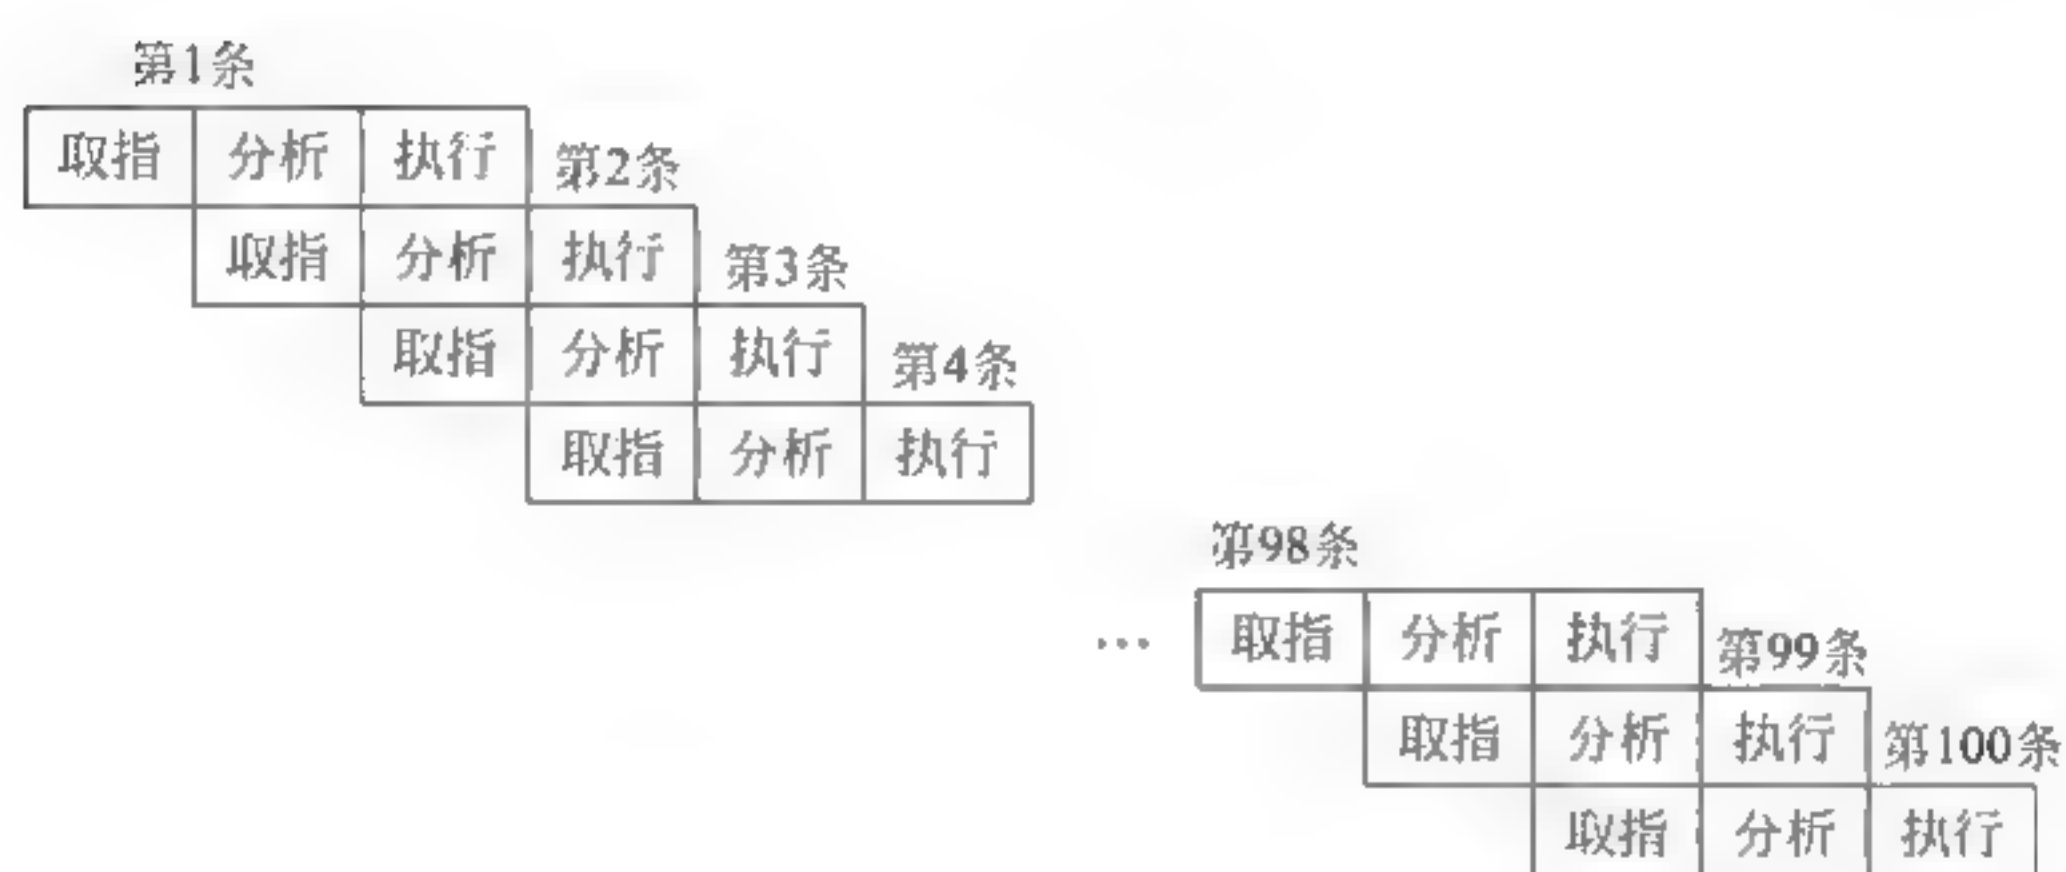 第1条
取指 分析 执行 第2条
取指 分析 执行 第3条
取指 分析 执行 第4条
取指 分析 执行
第98条
… 取指 分析 执行 第99条
取指 分析 执行 第100条
取指 分析 执行